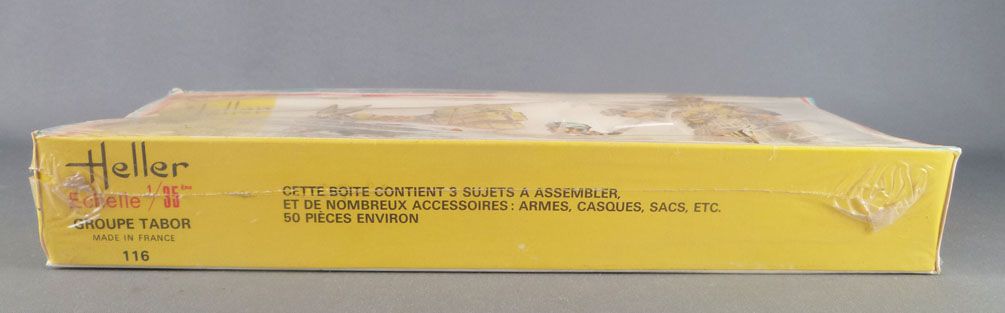 Heller
Echelle 1/35ème
GROUPE TABOR
MADE IN FRANCE
116
CETTE BOITE CONTIENT 3 SUJETS A ASSEMBLER,
ET DE NOMBREUX ACCESSOIRES : ARMES, CASQUES, SACS, ETC.
50 PIÈCES ENVIRON